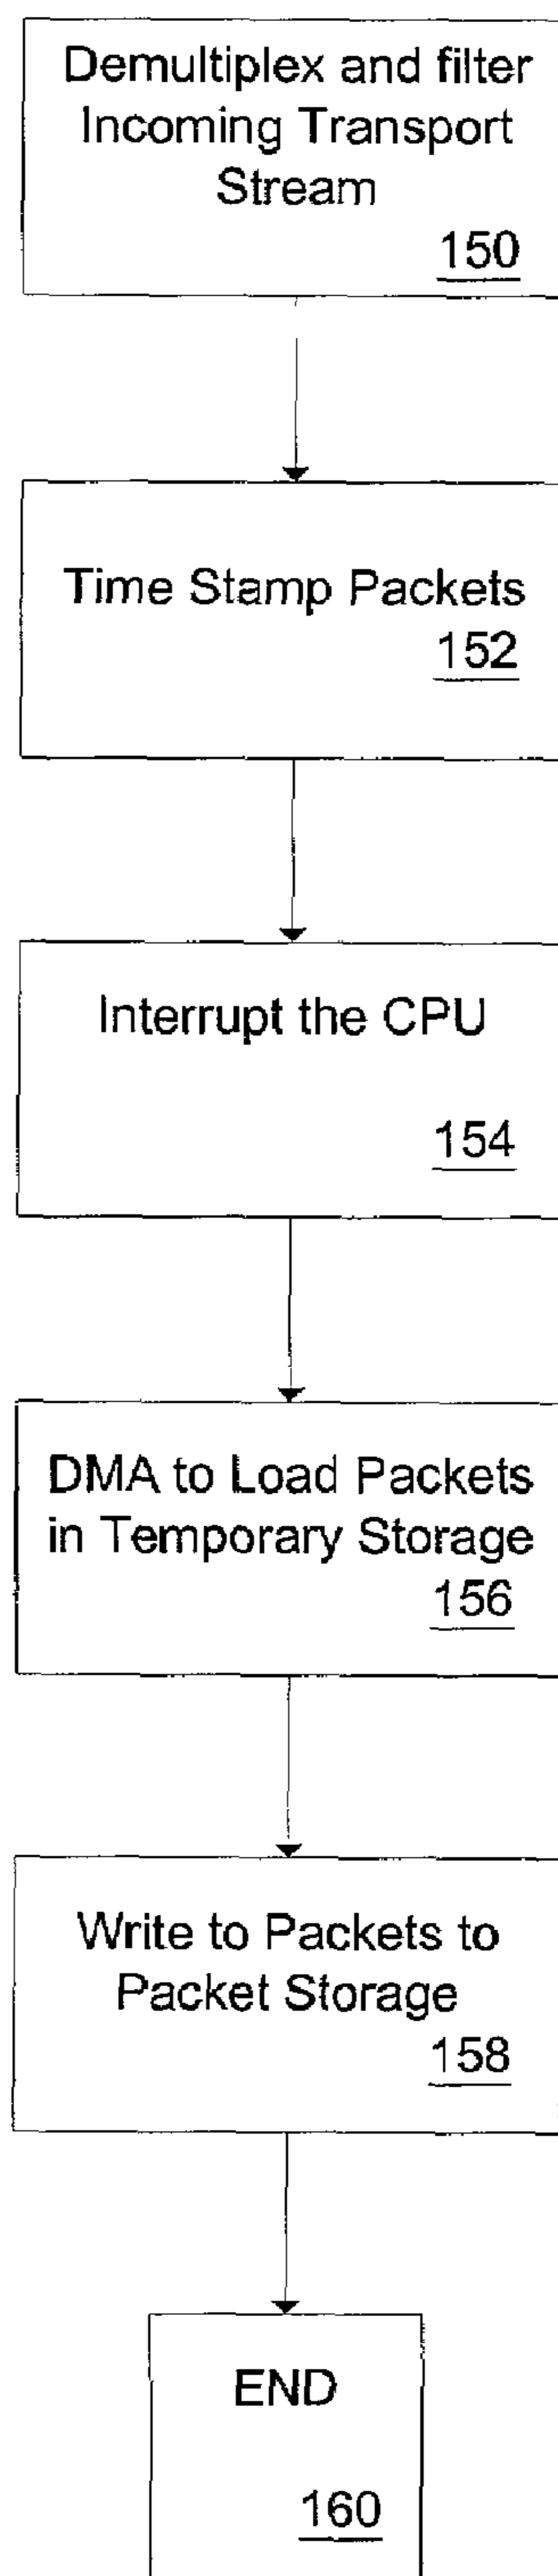 Demultiplex and filter
Incoming Transport
Stream
150
Time Stamp Packets
152
Interrupt the CPU
154
DMA to Load Packets
in Temporary Storage
156
Write to Packets to
Packet Storage
158
END
160